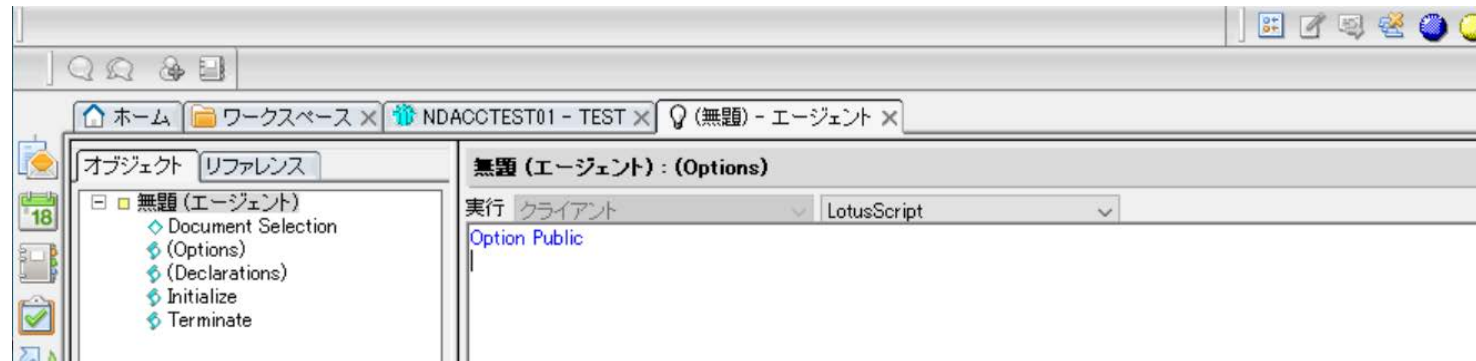 ホーム
ワークスペース
NDACCTEST01 - TEST
(無題) - エージェント
オブジェクト
リファレンス
無題 (エージェント) : (Options)
18
無題 (エージェント)
Document Selection
(Options)
(Declarations)
Initialize
Terminate
実行 クライアント LotusScript
Option Public